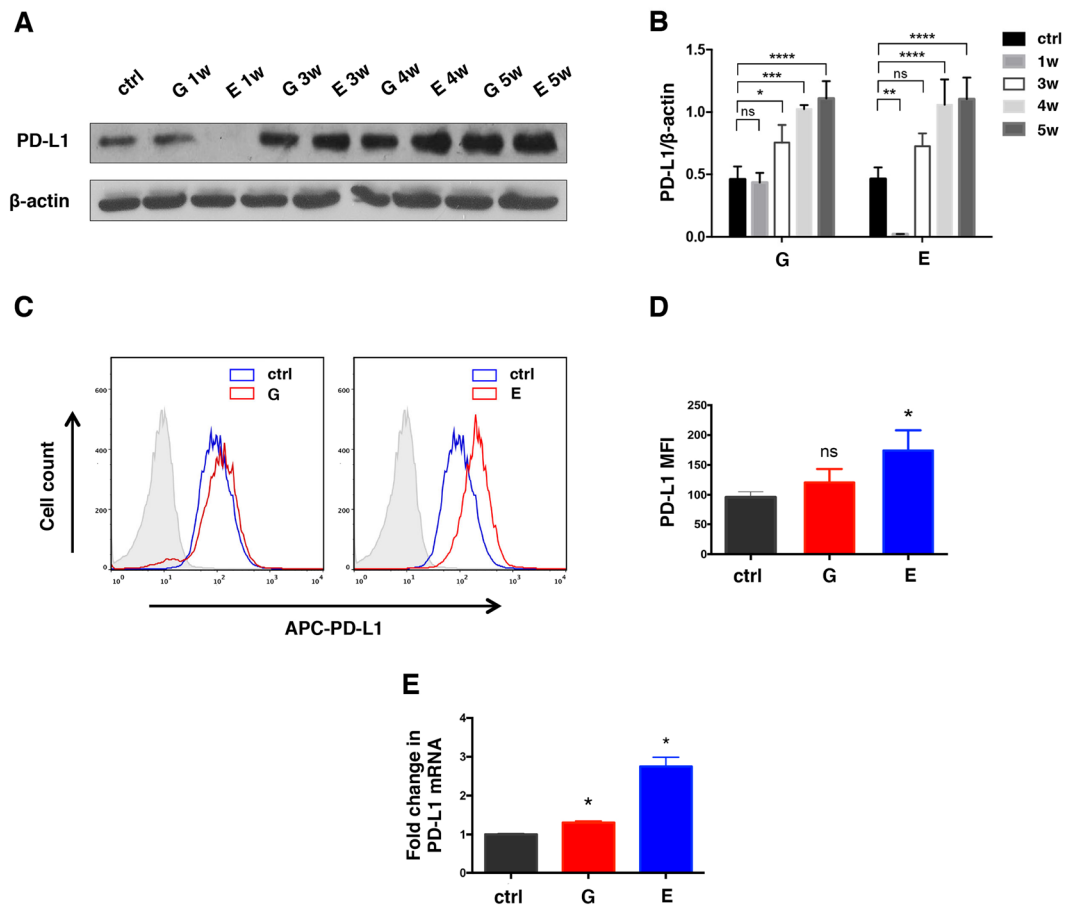 A
ctrl G 1w E 1w G 3w E 3w G 4w E 4w G 5w E 5w
PD-L1
β-actin
B
PD-L1/β-actin
1.5
1.0
0.5
0.0
ns * *** ****
** ns **** ****
G E
ctrl
1w
3w
4w
5w
C
Cell count
600
400
200
0
10⁰ 10¹ 10² 10³ 10⁴
ctrl
G
600
400
200
0
10⁰ 10¹ 10² 10³ 10⁴
ctrl
E
APC-PD-L1
D
PD-L1 MFI
250
200
150
100
50
0
ns *
ctrl G E
E
Fold change in
PD-L1 mRNA
4
3
2
1
0
* *
ctrl G E